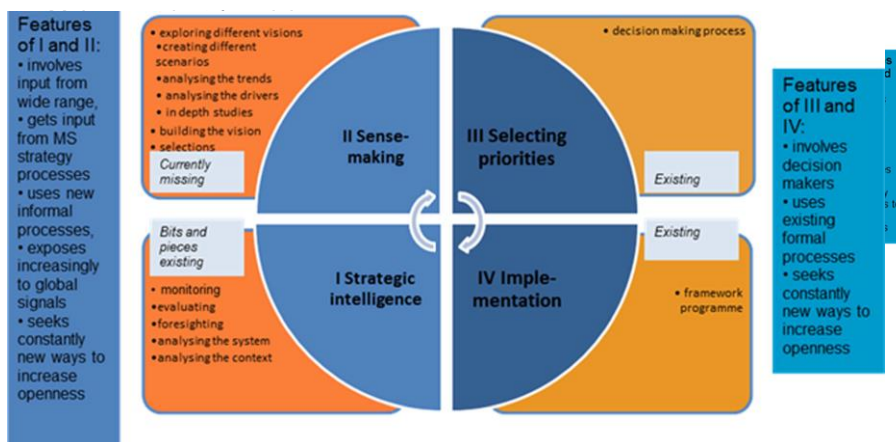 Features
of I and II:
• involves
input from
wide range,
• gets input
from MS
strategy
processes
• uses new
informal
processes,
• exposes
increasingly
to global
signals
• seeks
constantly
new ways to
increase
openness
• exploring different visions
•creating different
scenarios
•analysing the trends
•analysing the drivers
• in depth studies
• building the vision
• selections
Currently
missing
II Sense-
making
III Selecting
priorities
• decision making process
Existing
Bits and
pieces
existing
• monitoring
•evaluating
•foresighting
•analysing the system
•analysing the context
I Strategic
intelligence
IV Imple-
mentation
Existing
• framework
programme
Features
of III and
IV:
• involves
decision
makers
• uses
existing
formal
processes
• seeks
constantly
new ways to
increase
openness